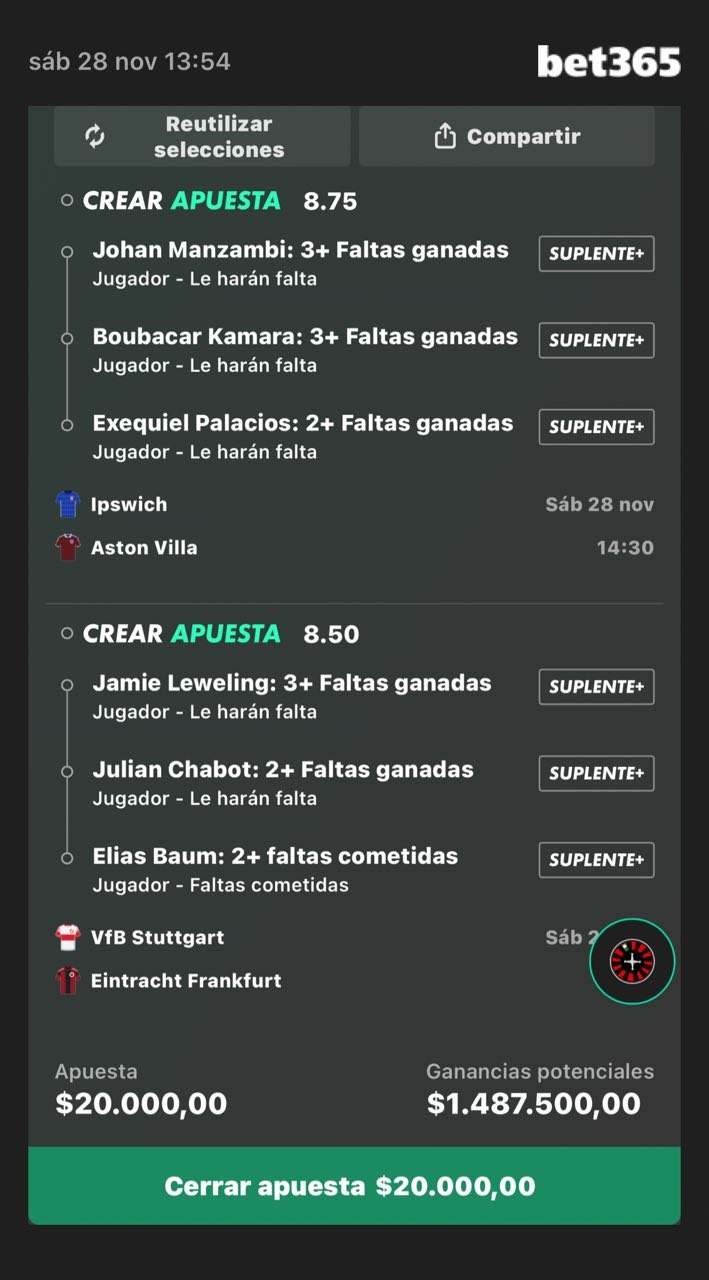 sáb 28 nov 13:54
bet365
Reutilizar
selecciones
Compartir
CREAR APUESTA 8.75
Johan Manzambi: 3+ Faltas ganadas
SUPLENTE+
Jugador - Le harán falta
Boubacar Kamara: 3+ Faltas ganadas
SUPLENTE+
Jugador - Le harán falta
Exequiel Palacios: 2+ Faltas ganadas
SUPLENTE+
Jugador - Le harán falta
Ipswich
Sáb 28 nov
Aston Villa
14:30
CREAR APUESTA 8.50
Jamie Leweling: 3+ Faltas ganadas
SUPLENTE+
Jugador - Le harán falta
Julian Chabot: 2+ Faltas ganadas
SUPLENTE+
Jugador - Le harán falta
Elias Baum: 2+ faltas cometidas
SUPLENTE+
Jugador - Faltas cometidas
VfB Stuttgart
Sáb
Eintracht Frankfurt
Apuesta
Ganancias potenciales
$20.000,00
$1.487.500,00
Cerrar apuesta $20.000,00